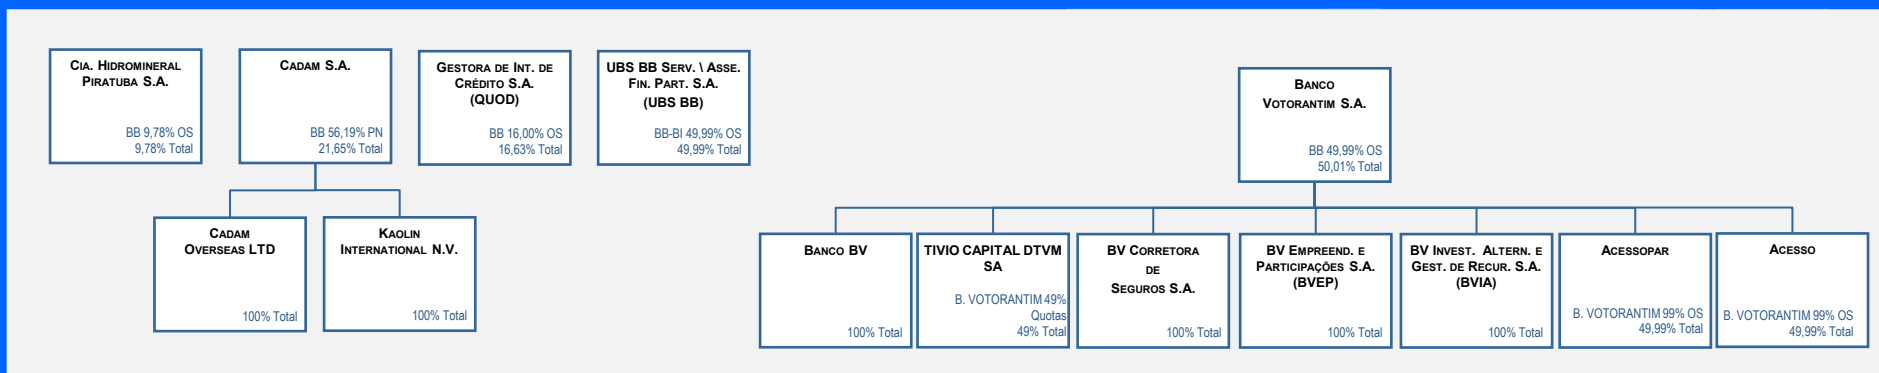 CIA. HIDROMINERAL
PIRATUBA S.A.
BB 9,78% OS
9,78% Total
CADAM S.A.
BB 56,19% PN
21,65% Total
GESTORA DE INT. DE
CRÉDITO S.A.
(QUOD)
BB 16,00% OS
16,63% Total
UBS BB SERV. \ ASSE.
FIN. PART. S.A.
(UBS BB)
BB-BI 49,99% OS
49,99% Total
BANCO
VOTORANTIM S.A.
BB 49,99% OS
50,01% Total
CADAM
OVERSEAS LTD
100% Total
KAOLIN
INTERNATIONAL N.V.
100% Total
BANCO BV
100% Total
TIVIO CAPITAL DTVM
SA
B. VOTORANTIM 49%
Quotas
49% Total
BV CORRETORA
DE
SEGUROS S.A.
100% Total
BV EMPREEND. E
PARTICIPAÇÕES S.A.
(BVEP)
100% Total
BV INVEST. ALTERN. E
GEST. DE RECUR. S.A.
(BVIA)
100% Total
ACESSOPAR
B. VOTORANTIM 99% OS
49,99% Total
ACESSO
B. VOTORANTIM 99% OS
49,99% Total